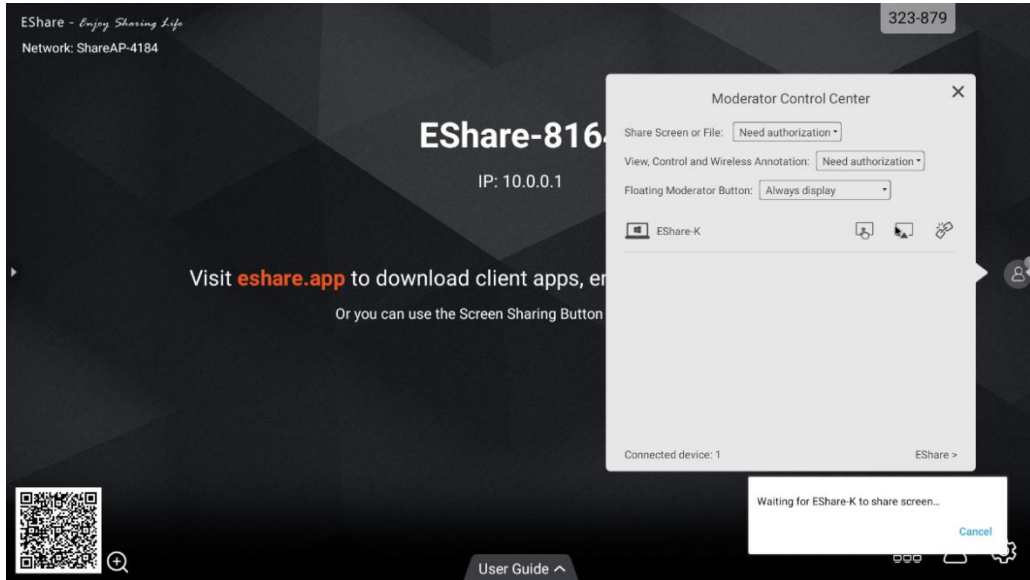 EShare - Enjoy Sharing Life
323-879
Network: ShareAP-4184
Moderator Control Center
Share Screen or File: Need authorization
View, Control and Wireless Annotation: Need authorization
Floating Moderator Button: Always display
EShare-K
Connected device: 1 EShare >
EShare-816
IP: 10.0.0.1
Visit eshare.app to download client apps,
Or you can use the Screen Sharing Button
Waiting for EShare-K to share screen...
Cancel
User Guide